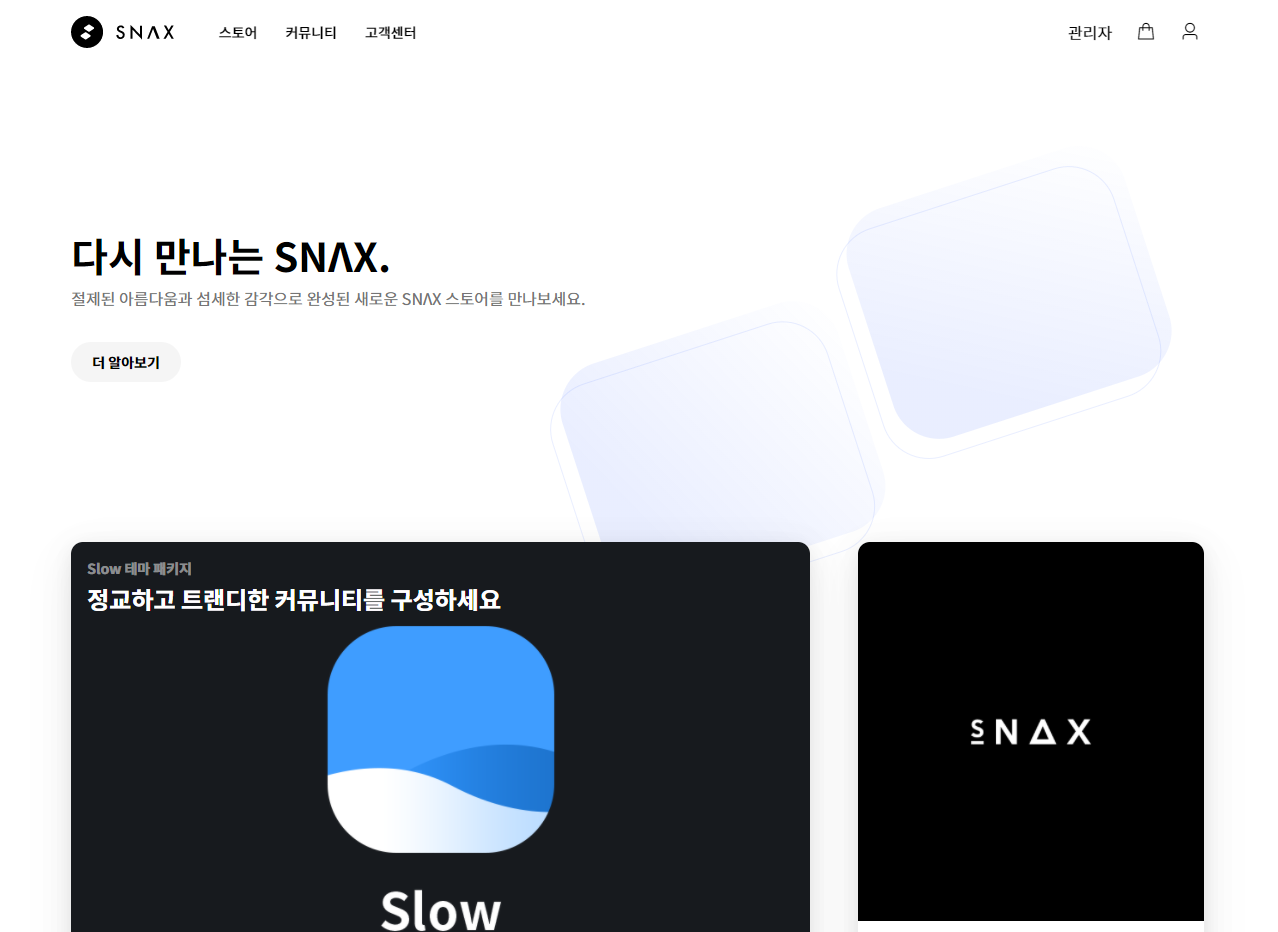 SNΛX 스토어 커뮤니티 고객센터 관리자
다시 만나는 SNΛX.
절제된 아름다움과 섬세한 감각으로 완성된 새로운 SNΛX 스토어를 만나보세요.
더 알아보기
Slow 테마 패키지
정교하고 트랜디한 커뮤니티를 구성하세요
SNΔX
Slow